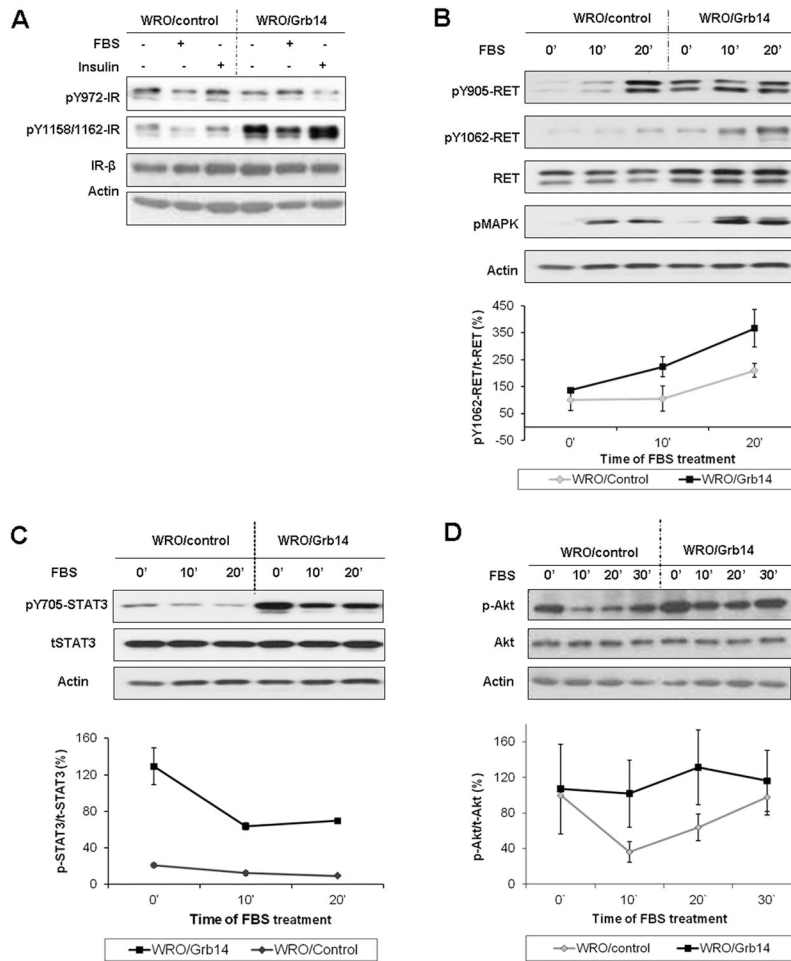 A
WRO/control WRO/Grb14
FBS - + - - + -
Insulin - - + - - +
pY972-IR
pY1158/1162-IR
IR-β
Actin
B
WRO/control WRO/Grb14
FBS 0' 10' 20' 0' 10' 20'
pY905-RET
pY1062-RET
RET
pMAPK
Actin
pY1062-RET/t-RET (%)
450
350
250
150
50
-50
0' 10' 20'
Time of FBS treatment
WRO/Control WRO/Grb14
C
WRO/control WRO/Grb14
FBS 0' 10' 20' 0' 10' 20'
pY705-STAT3
tSTAT3
Actin
p-STAT3/t-STAT3 (%)
160
120
80
40
0
0' 10' 20'
Time of FBS treatment
WRO/Grb14 WRO/Control
D
WRO/control WRO/Grb14
FBS 0' 10' 20' 30' 0' 10' 20' 30'
p-Akt
Akt
Actin
p-Akt/t-Akt (%)
160
120
80
40
0
0` 10` 20` 30`
Time of FBS treatment
WRO/control WRO/Grb14